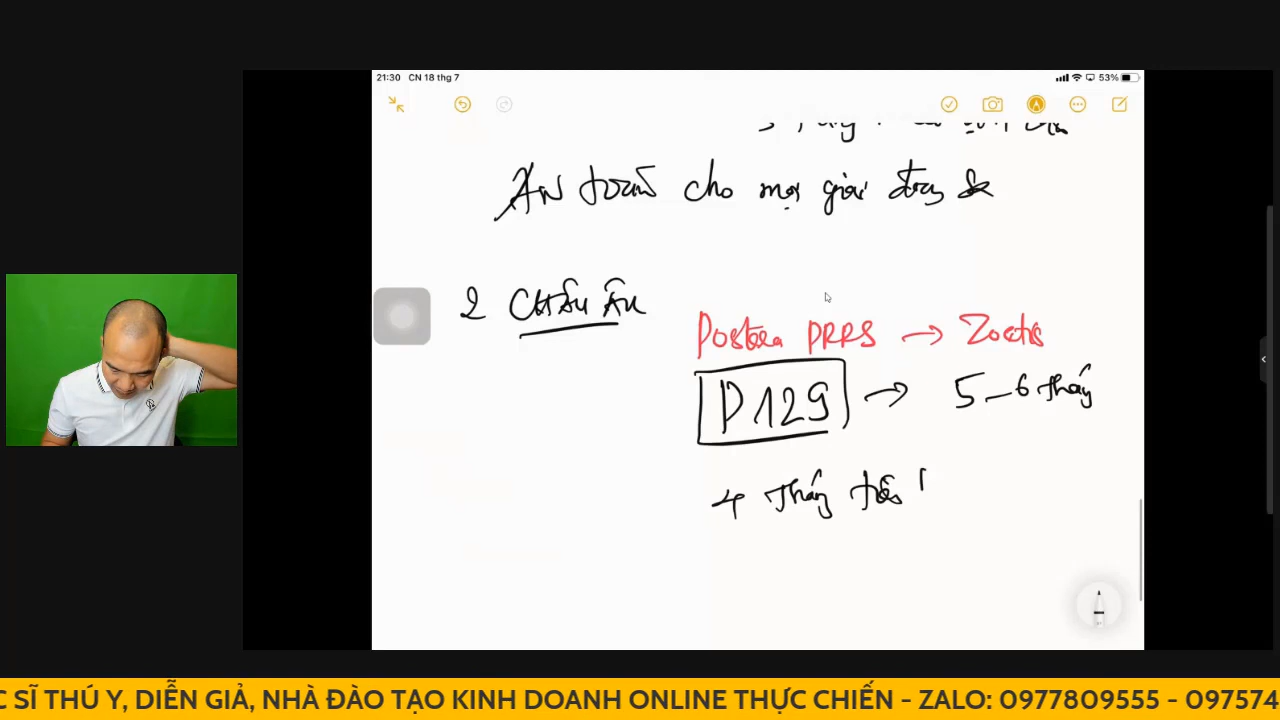 21:30 CN 18 thg 7
53%
An toàn cho mọi giai đoạn
2 CHÂU ÂU
Postera PRRS → Zoetis
P129 → 5-6 tháng
4 tháng tiêm
C SĨ THÚ Y, DIỄN GIẢ, NHÀ ĐÀO TẠO KINH DOANH ONLINE THỰC CHIẾN - ZALO: 0977809555 - 097574